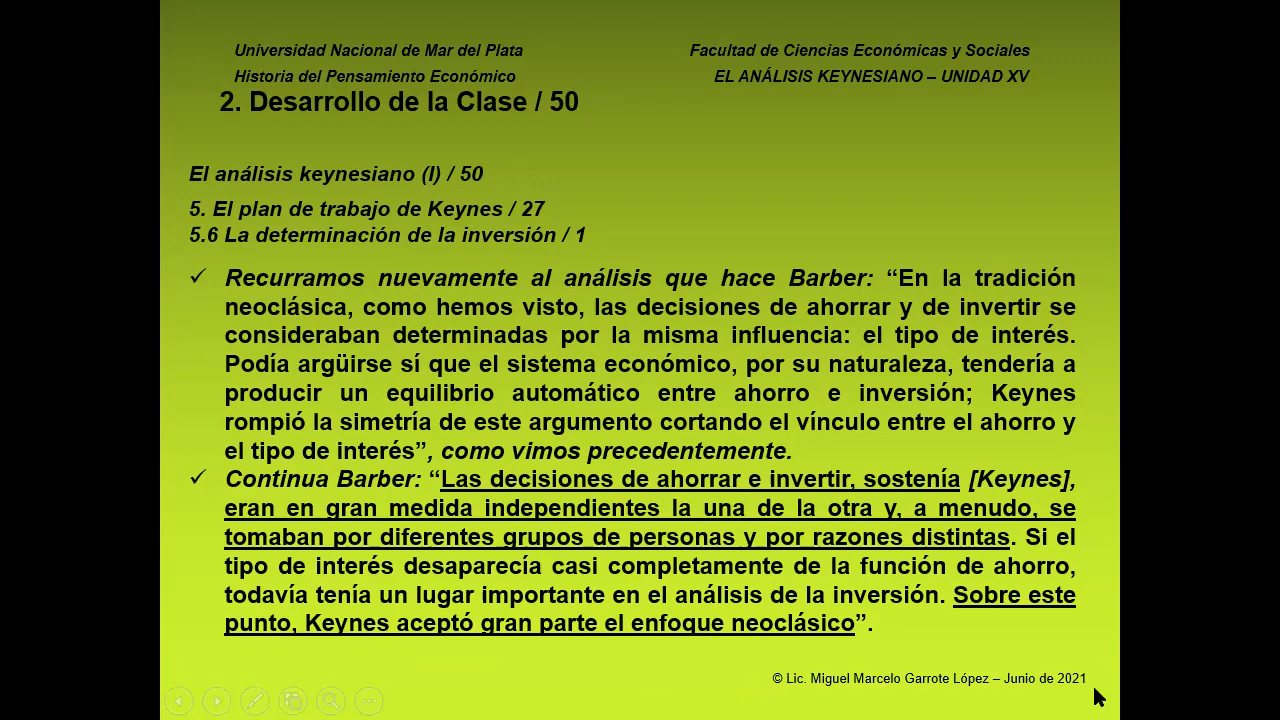 Universidad Nacional de Mar del Plata
Facultad de Ciencias Económicas y Sociales
Historia del Pensamiento Económico
EL ANÁLISIS KEYNESIANO – UNIDAD XV
2. Desarrollo de la Clase / 50
El análisis keynesiano (I) / 50
5. El plan de trabajo de Keynes / 27
5.6 La determinación de la inversión / 1
✓ Recurramos nuevamente al análisis que hace Barber: “En la tradición
neoclásica, como hemos visto, las decisiones de ahorrar y de invertir se
consideraban determinadas por la misma influencia: el tipo de interés.
Podía argüirse sí que el sistema económico, por su naturaleza, tendería a
producir un equilibrio automático entre ahorro e inversión; Keynes
rompió la simetría de este argumento cortando el vínculo entre el ahorro y
el tipo de interés”, como vimos precedentemente.
✓ Continua Barber: “Las decisiones de ahorrar e invertir, sostenía [Keynes],
eran en gran medida independientes la una de la otra y, a menudo, se
tomaban por diferentes grupos de personas y por razones distintas. Si el
tipo de interés desaparecía casi completamente de la función de ahorro,
todavía tenía un lugar importante en el análisis de la inversión. Sobre este
punto, Keynes aceptó gran parte el enfoque neoclásico”.
© Lic. Miguel Marcelo Garrote López – Junio de 2021